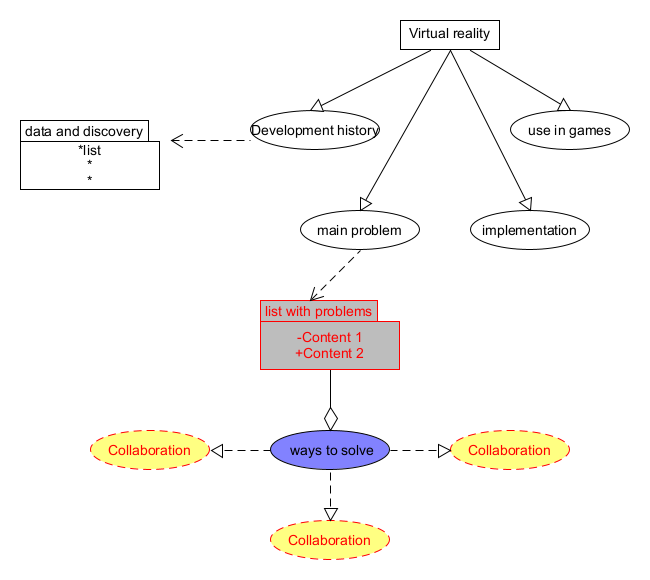 Virtual reality
Development history
use in games
data and discovery
*list
*
*
main problem
implementation
list with problems
-Content 1
+Content 2
Collaboration
ways to solve
Collaboration
Collaboration